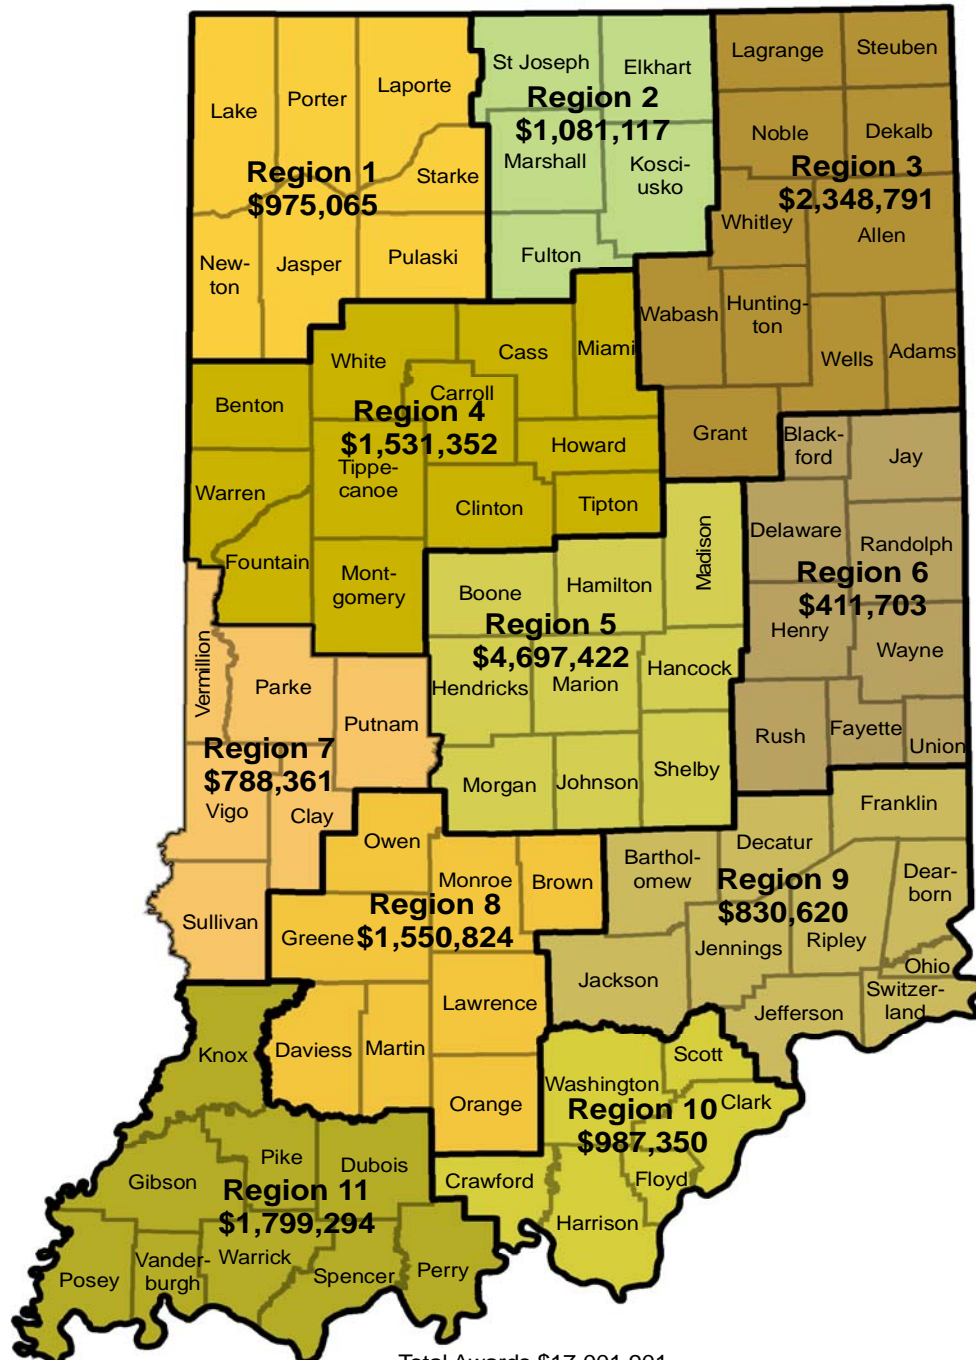 Lagrange
Steuben
St Joseph
Elkhart
Laporte
Porter
Lake
Region 2
$1,081,117
Noble
Dekalb
Marshall
Kosci-
usko
Region 3
$2,348,791
Region 1
$975,065
Starke
Whitley
Allen
New-
ton
Jasper
Pulaski
Fulton
Wabash
Hunting-
ton
Wells
Adams
White
Cass
Miami
Carroll
Benton
Region 4
$1,531,352
Howard
Grant
Black-
ford
Jay
Tippe-
canoe
Warren
Clinton
Tipton
Madison
Delaware
Randolph
Fountain
Mont-
gomery
Boone
Hamilton
Region 6
$411,703
Region 5
$4,697,422
Henry
Wayne
Vermillion
Parke
Hendricks
Marion
Hancock
Putnam
Rush
Fayette
Union
Region 7
$788,361
Vigo
Clay
Morgan
Johnson
Shelby
Franklin
Owen
Decatur
Barthol-
omew
Dear-
born
Monroe
Brown
Region 9
$830,620
Region 8
$1,550,824
Sullivan
Greene
Jennings
Ripley
Jackson
Ohio
Switzer-
land
Lawrence
Jefferson
Knox
Daviess
Martin
Scott
Washington
Orange
Clark
Region 10
$987,350
Pike
Dubois
Gibson
Crawford
Floyd
Region 11
$1,799,294
Harrison
Posey
Vander-
burgh
Warrick
Spencer
Perry
Total Awards $17,001,901